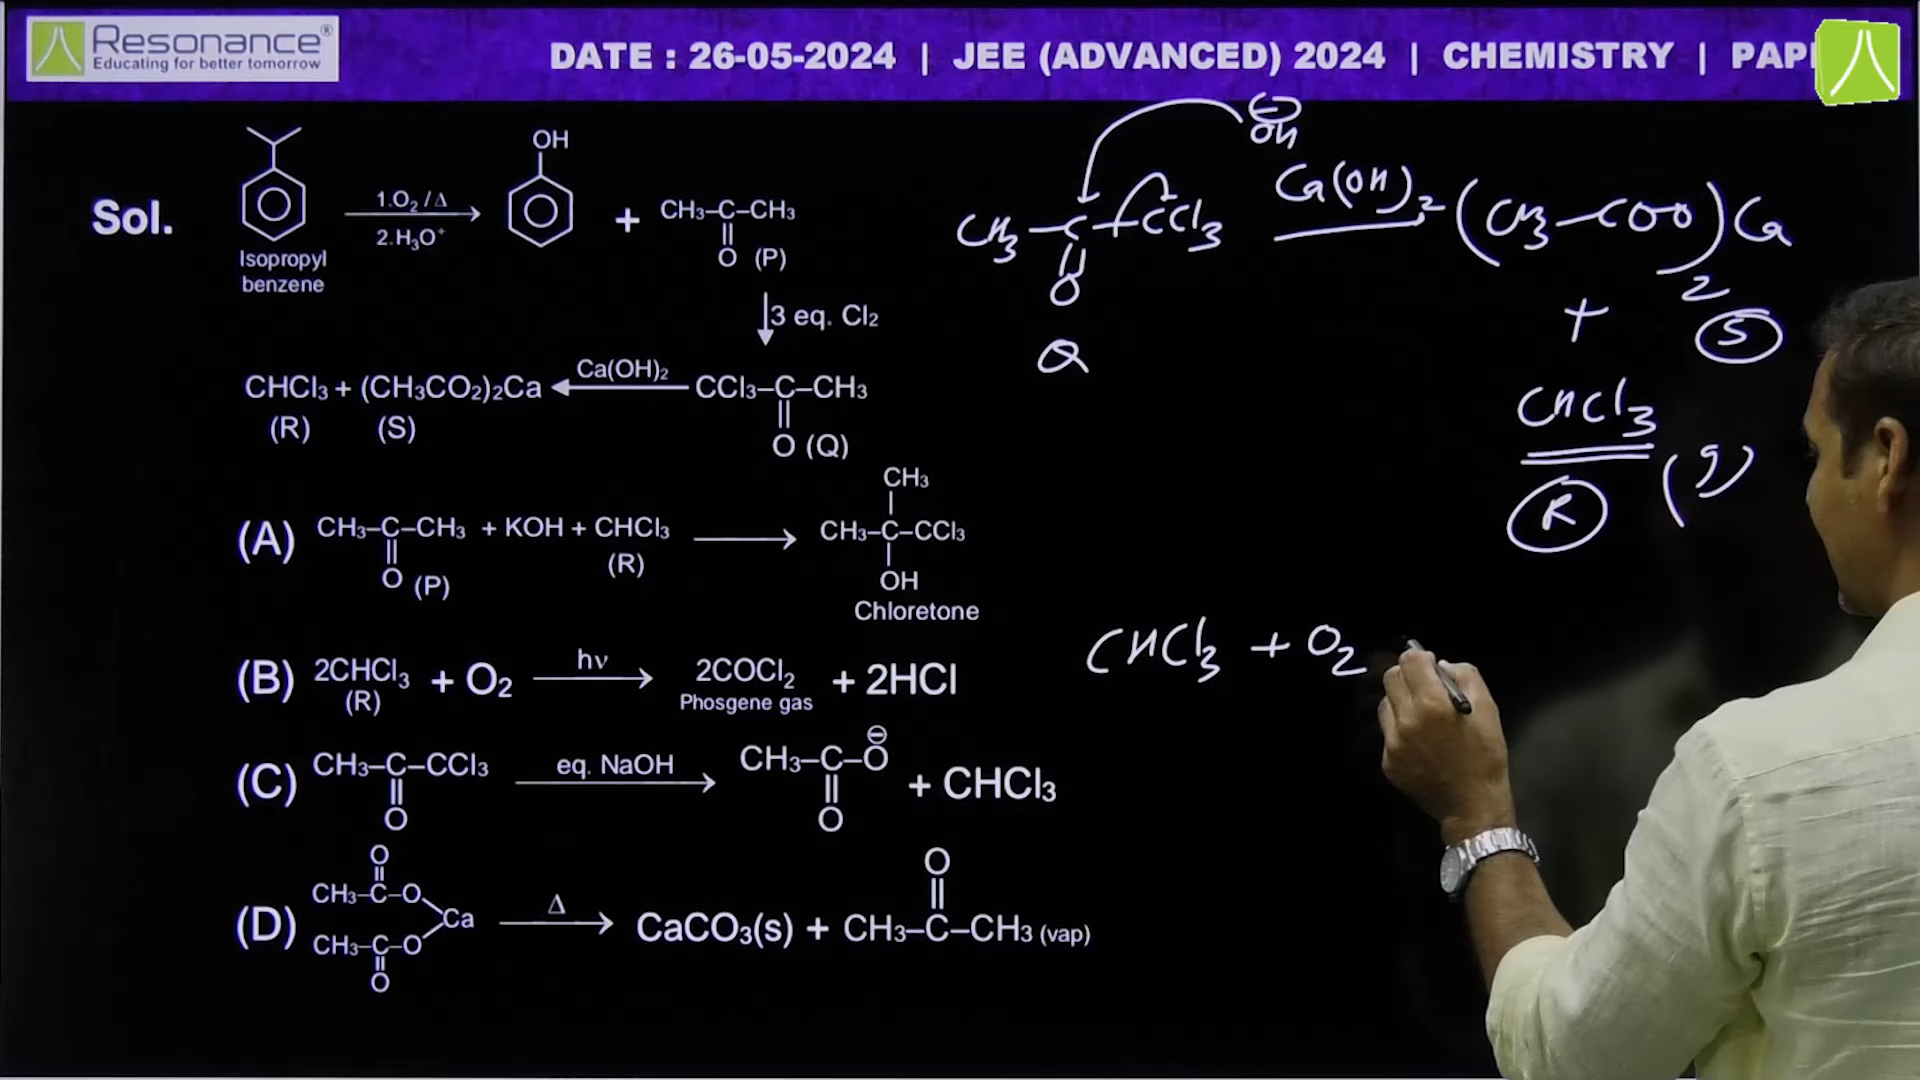 Resonance®
Educating for better tomorrow
DATE : 26-05-2024 | JEE (ADVANCED) 2024 | CHEMISTRY |
Sol.
Isopropyl
benzene
1.O₂ /Δ
2.H₃O⁺
OH
+
CH₃–C–CH₃
O (P)
3 eq. Cl₂
CHCl₃ + (CH₃CO₂)₂Ca
(R) (S)
Ca(OH)₂
CCl₃–C–CH₃
O (Q)
(A) CH₃–C–CH₃ + KOH + CHCl₃
O (P) (R)
CH₃
CH₃–C–CCl₃
OH
Chloretone
(B) 2CHCl₃ + O₂ hν 2COCl₂ + 2HCl
(R) Phosgene gas
(C) CH₃–C–CCl₃ eq. NaOH CH₃–C–O⊖ + CHCl₃
O O
(D) O
CH₃–C–O
Ca Δ CaCO₃(s) + CH₃–C–CH₃ (vap)
CH₃–C–O O
O
⊖
OH
CH₃–C–CCl₃ Ca(OH)₂ (CH₃–COO)₂Ca
O
Q
+ S
CHCl₃
R (g)
CHCl₃ + O₂